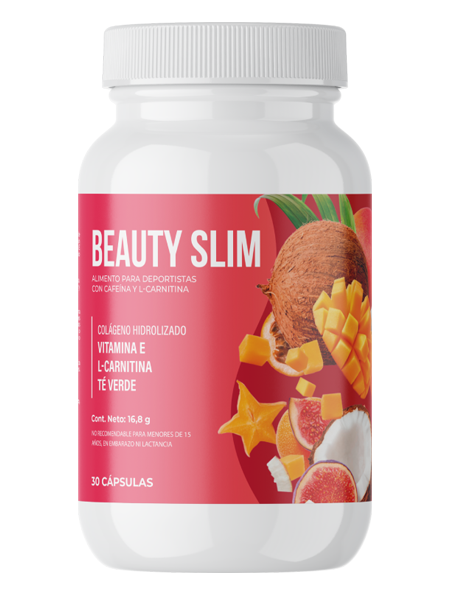 BEAUTY SLIM
ALIMENTO PARA DEPORTISTAS
CON CAFEÍNA Y L-CARNITINA
COLÁGENO HIDROLIZADO
VITAMINA E
L-CARNITINA
TÉ VERDE
Cont. Neto: 16,8 g
NO RECOMENDABLE PARA MENORES DE 15
AÑOS, EN EMBARAZO NI LACTANCIA
30 CÁPSULAS